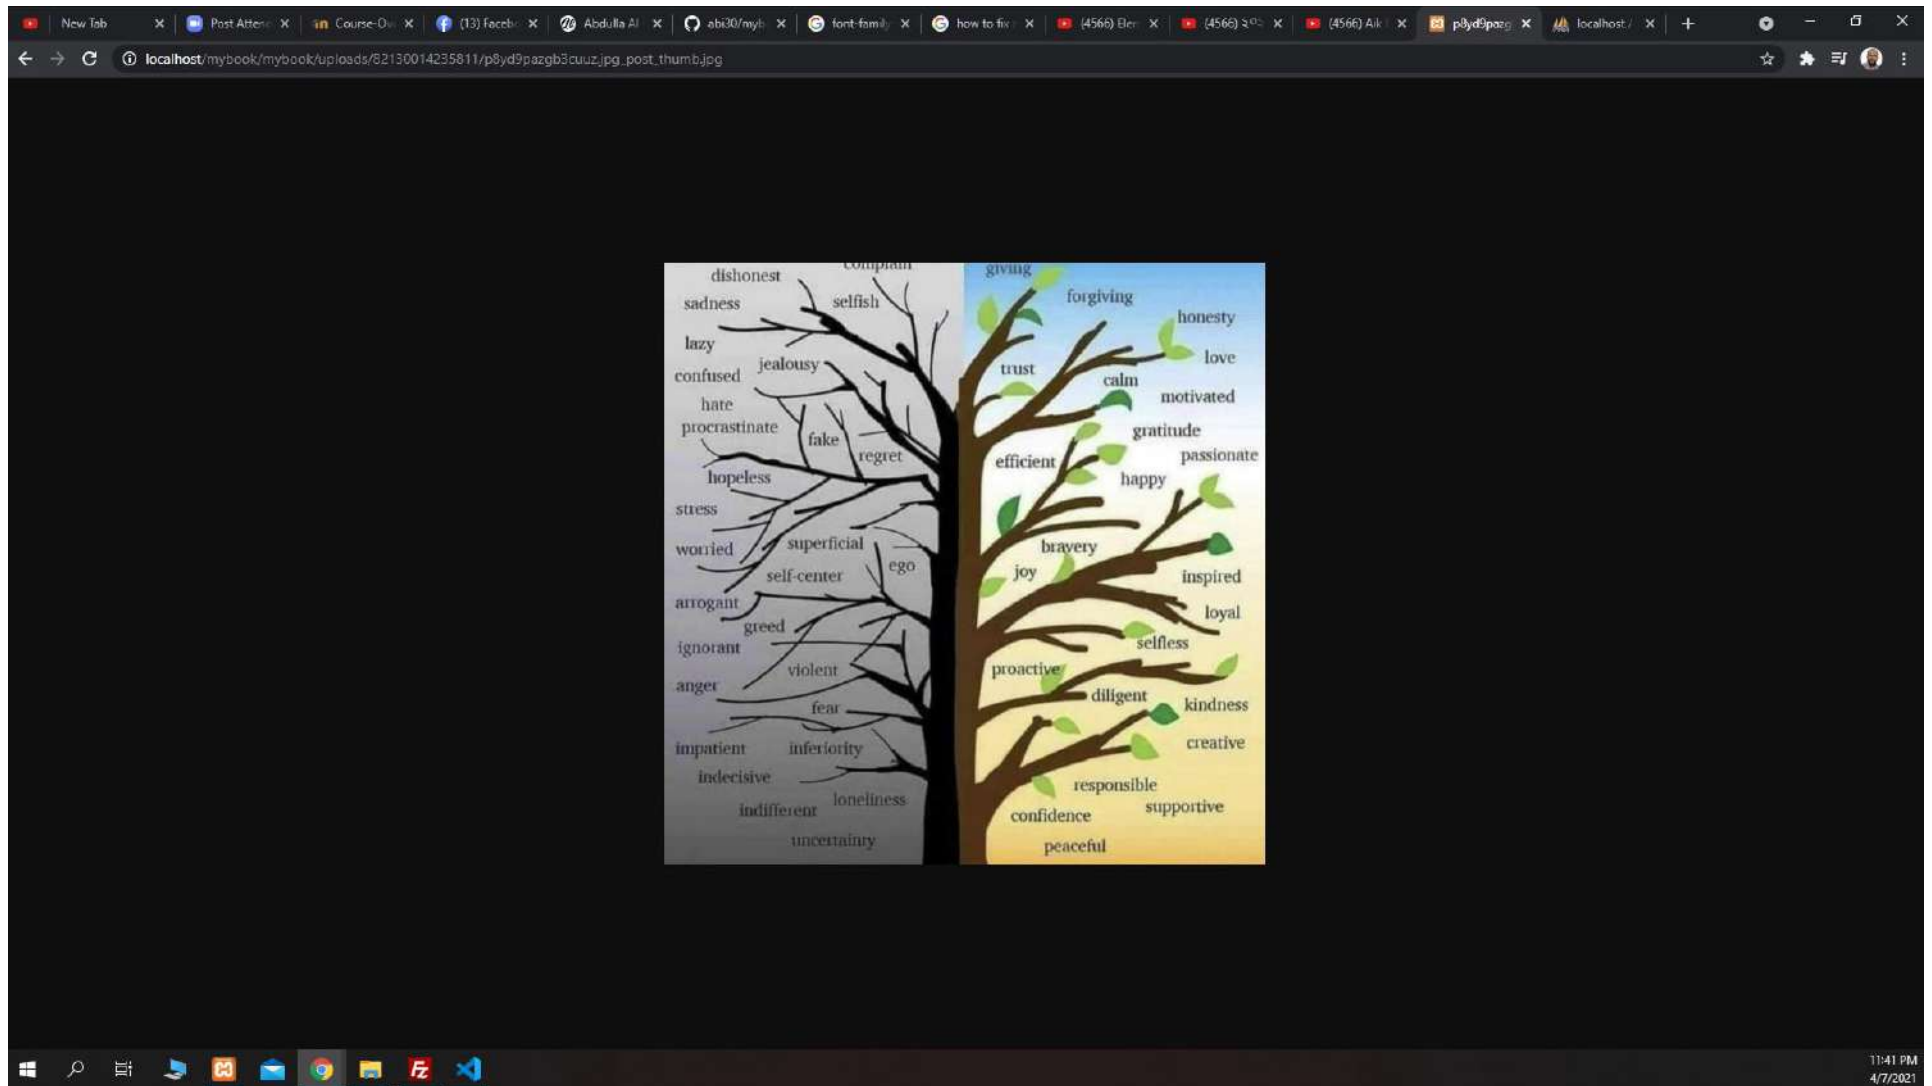 New Tab
Post Atten
Course-Ov
(13) Faceb
Abdulla Al
abi30/myb
font-family
how to fix
(4566) Ber
(4566)
(4566) Aik
p8yd9pazg
localhost /
localhost/mybook/mybook/uploads/82130014235811/p8yd9pazgb3cuuz.jpg_post_thumb.jpg
complain
dishonest
sadness
selfish
lazy
jealousy
confused
hate
procrastinate
fake
regret
hopeless
stress
worried
superficial
ego
self-center
arrogant
greed
ignorant
violent
anger
fear
impatient
inferiority
indecisive
loneliness
indifferent
uncertainty
giving
forgiving
honesty
love
trust
calm
motivated
gratitude
efficient
passionate
happy
bravery
joy
inspired
loyal
selfless
proactive
diligent
kindness
creative
responsible
supportive
confidence
peaceful
11:41 PM
4/7/2021